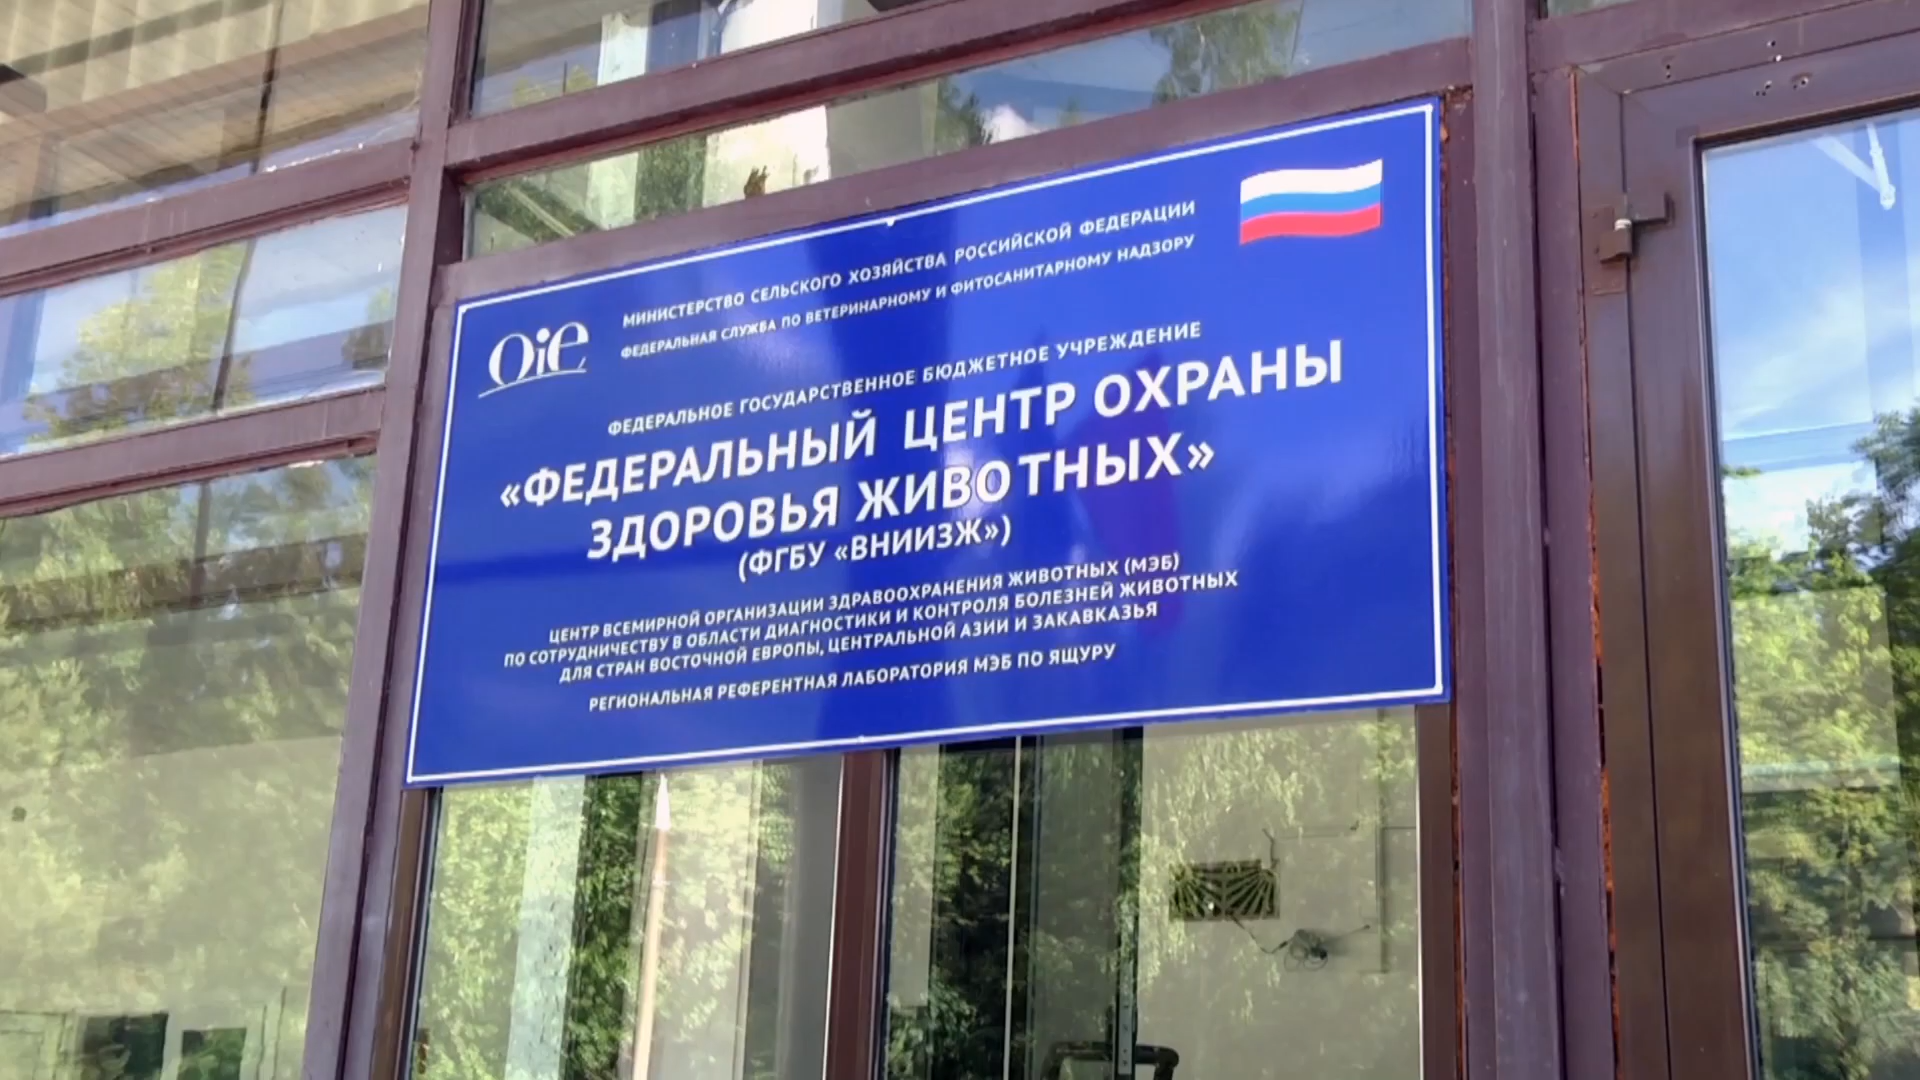 Oie
МИНИСТЕРСТВО СЕЛЬСКОГО ХОЗЯЙСТВА РОССИЙСКОЙ ФЕДЕРАЦИИ
ФЕДЕРАЛЬНАЯ СЛУЖБА ПО ВЕТЕРИНАРНОМУ И ФИТОСАНИТАРНОМУ НАДЗОРУ
ФЕДЕРАЛЬНОЕ ГОСУДАРСТВЕННОЕ БЮДЖЕТНОЕ УЧРЕЖДЕНИЕ
«ФЕДЕРАЛЬНЫЙ ЦЕНТР ОХРАНЫ
ЗДОРОВЬЯ ЖИВОТНЫХ»
(ФГБУ «ВНИИЗЖ»)
ЦЕНТР ВСЕМИРНОЙ ОРГАНИЗАЦИИ ЗДРАВООХРАНЕНИЯ ЖИВОТНЫХ (МЭБ)
ПО СОТРУДНИЧЕСТВУ В ОБЛАСТИ ДИАГНОСТИКИ И КОНТРОЛЯ БОЛЕЗНЕЙ ЖИВОТНЫХ
ДЛЯ СТРАН ВОСТОЧНОЙ ЕВРОПЫ, ЦЕНТРАЛЬНОЙ АЗИИ И ЗАКАВКАЗЬЯ
РЕГИОНАЛЬНАЯ РЕФЕРЕНТНАЯ ЛАБОРАТОРИЯ МЭБ ПО ЯЩУРУ